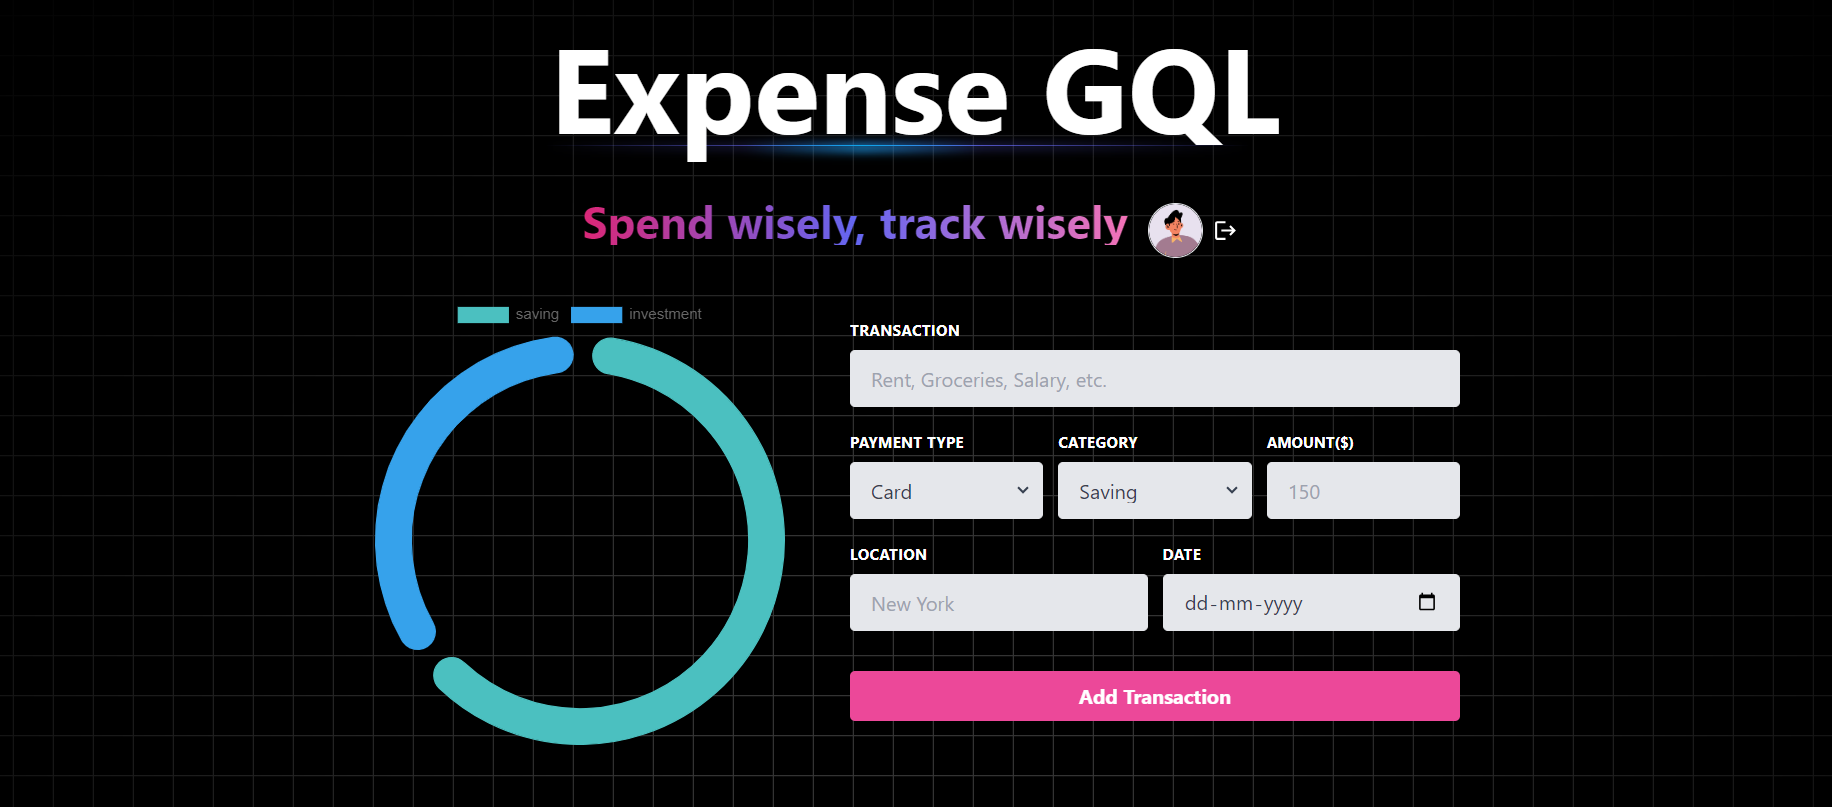 Expense GQL
Spend wisely, track wisely
saving investment
TRANSACTION
Rent, Groceries, Salary, etc.
PAYMENT TYPE CATEGORY AMOUNT($)
Card Saving 150
LOCATION DATE
New York dd-mm-yyyy
Add Transaction